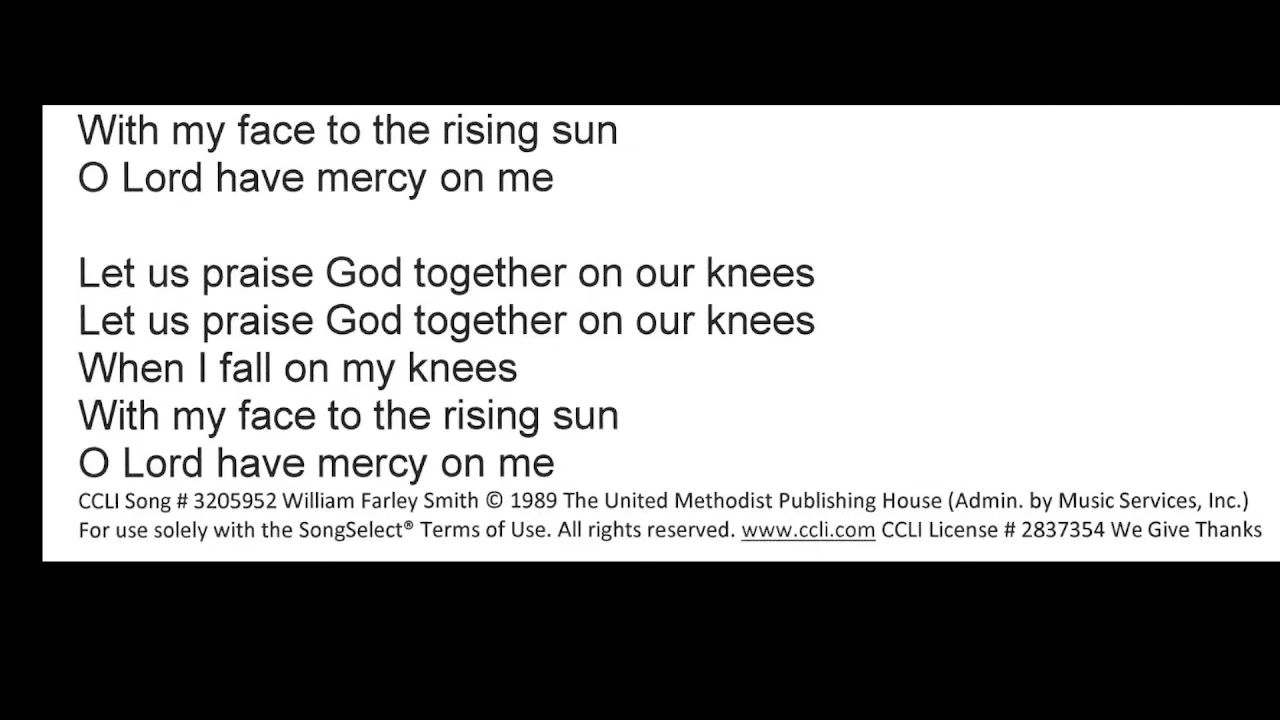 With my face to the rising sun
O Lord have mercy on me
Let us praise God together on our knees
Let us praise God together on our knees
When I fall on my knees
With my face to the rising sun
O Lord have mercy on me
CCLI Song # 3205952 William Farley Smith © 1989 The United Methodist Publishing House (Admin. by Music Services, Inc.)
For use solely with the SongSelect® Terms of Use. All rights reserved. www.ccli.com CCLI License # 2837354 We Give Thanks